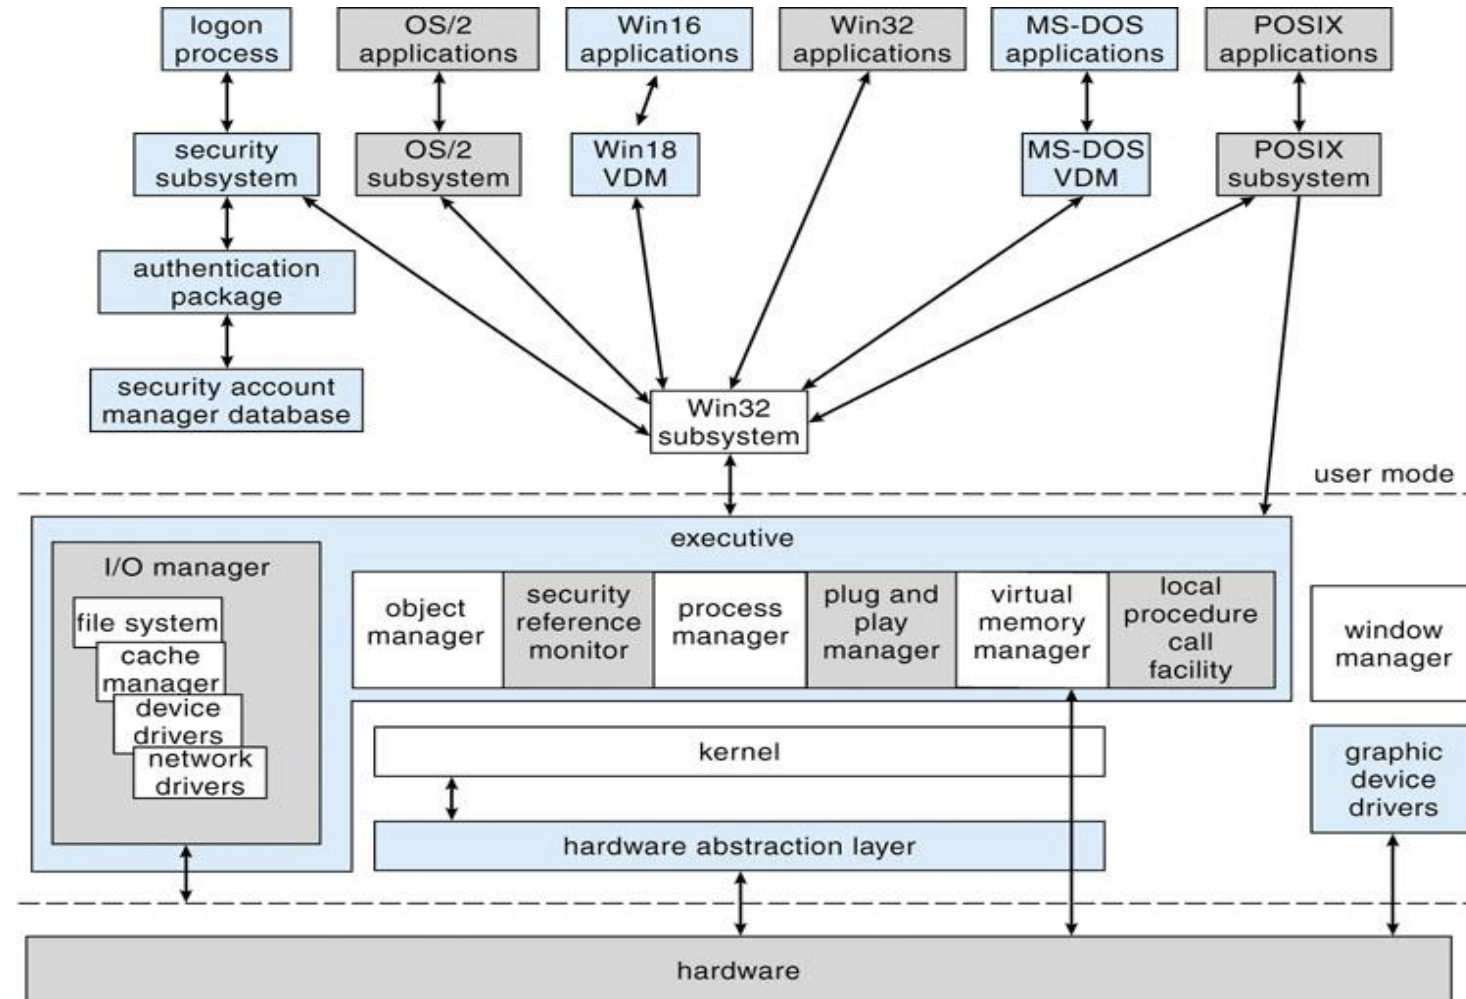 logon
process
OS/2
applications
Win16
applications
Win32
applications
MS-DOS
applications
POSIX
applications
security
subsystem
OS/2
subsystem
Win18
VDM
MS-DOS
VDM
POSIX
subsystem
authentication
package
security account
manager database
Win32
subsystem
user mode
executive
I/O manager
file system
cache
manager
device
drivers
network
drivers
object
manager
security
reference
monitor
process
manager
plug and
play
manager
virtual
memory
manager
local
procedure
call
facility
window
manager
kernel
graphic
device
drivers
hardware abstraction layer
hardware